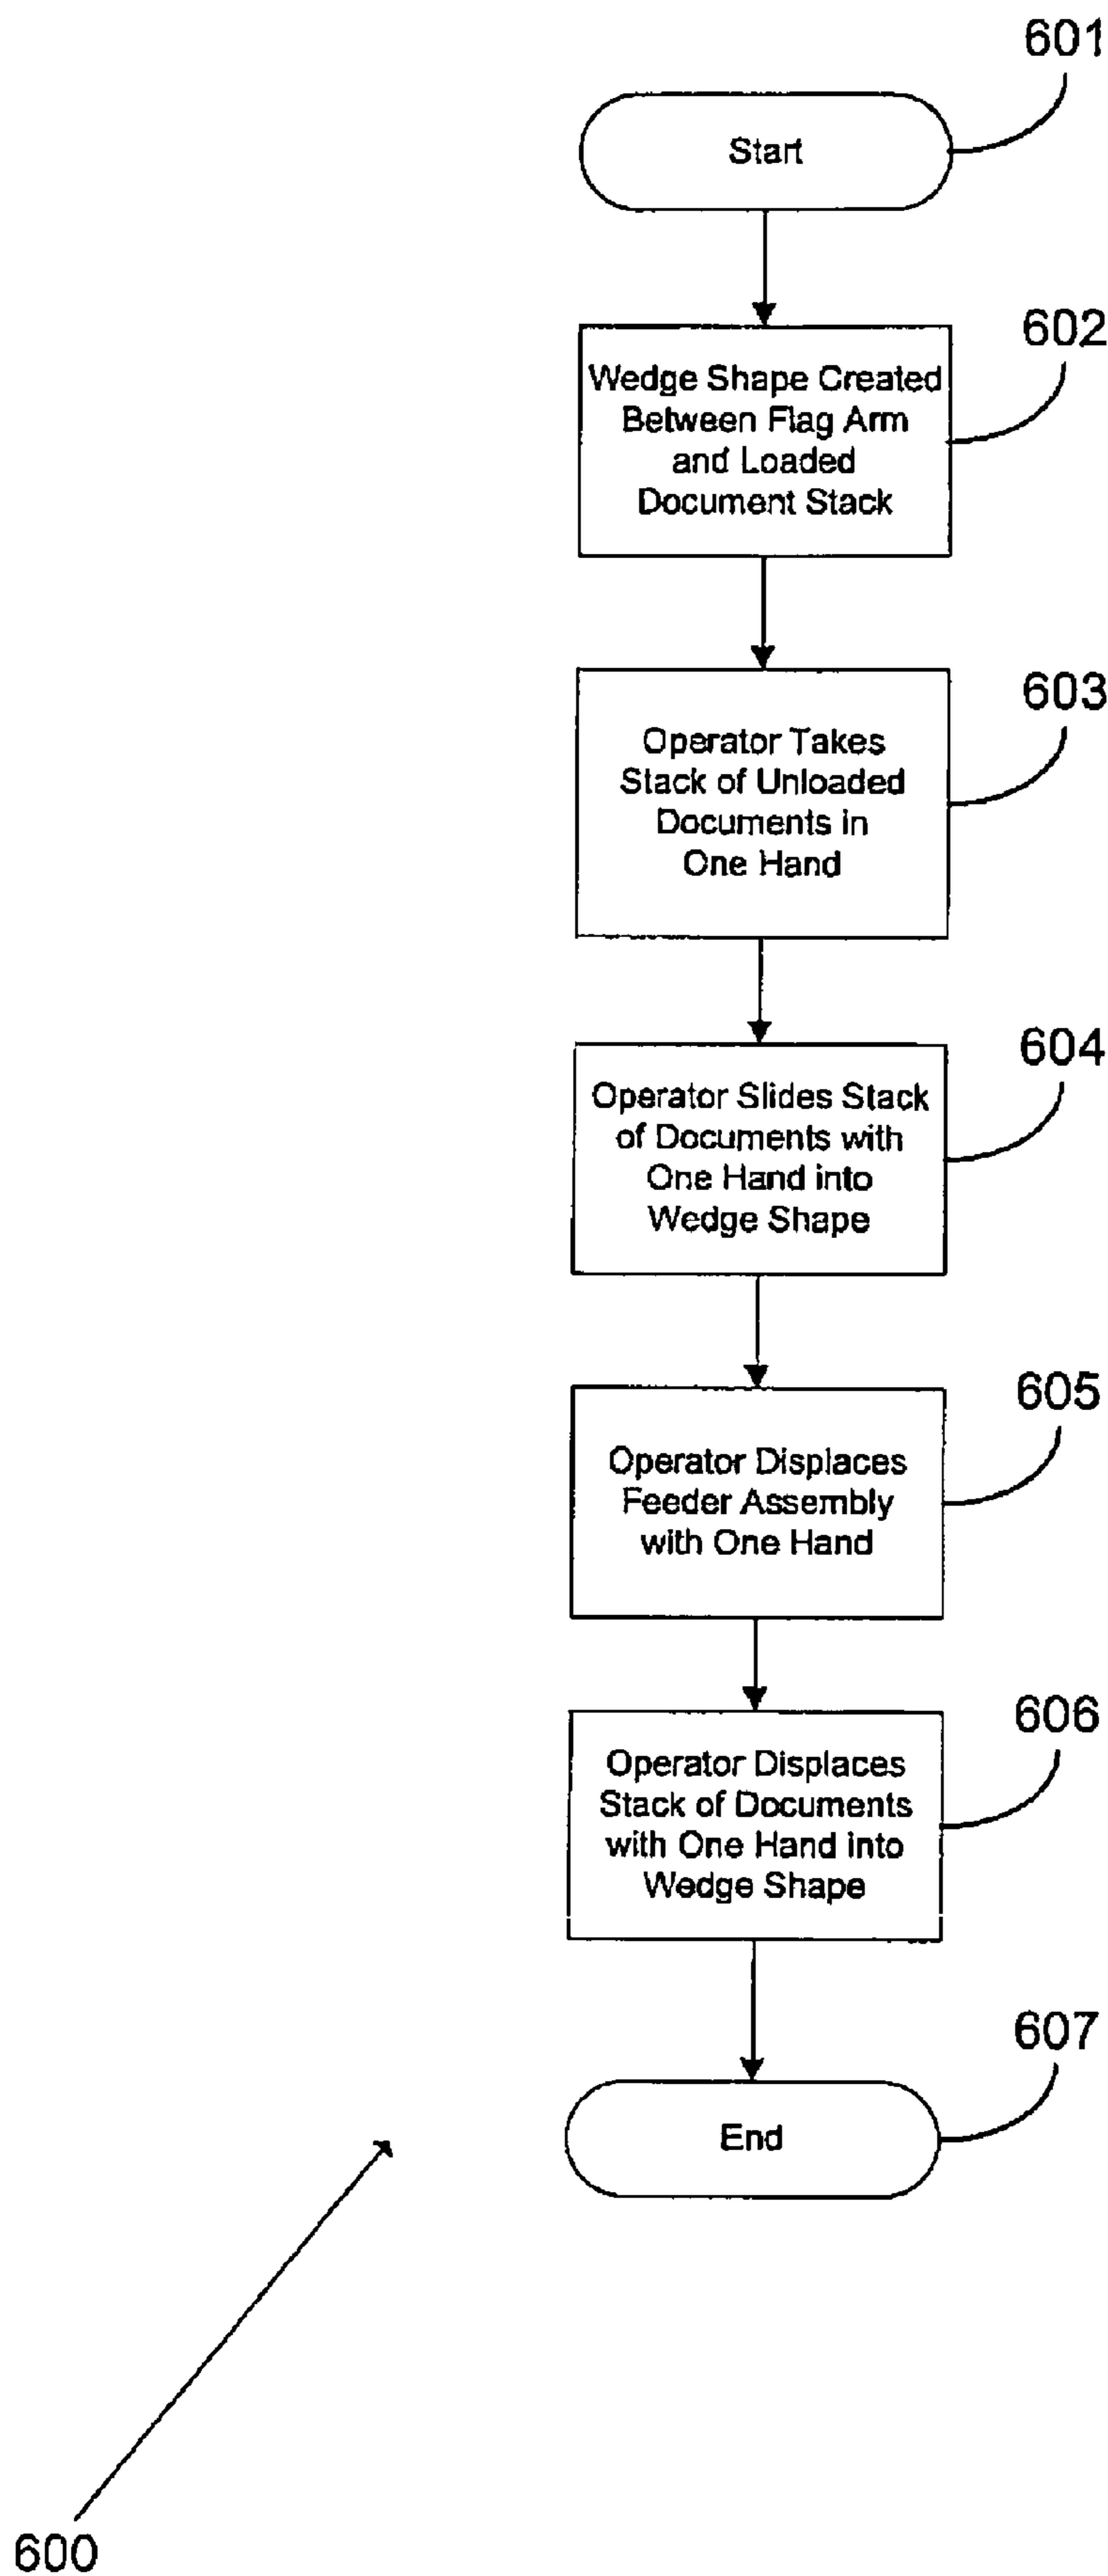 601
Start
602
Wedge Shape Created
Between Flag Arm
and Loaded
Document Stack
603
Operator Takes
Stack of Unloaded
Documents in
One Hand
604
Operator Slides Stack
of Documents with
One Hand into
Wedge Shape
605
Operator Displaces
Feeder Assembly
with One Hand
606
Operator Displaces
Stack of Documents
with One Hand into
Wedge Shape
607
End
600